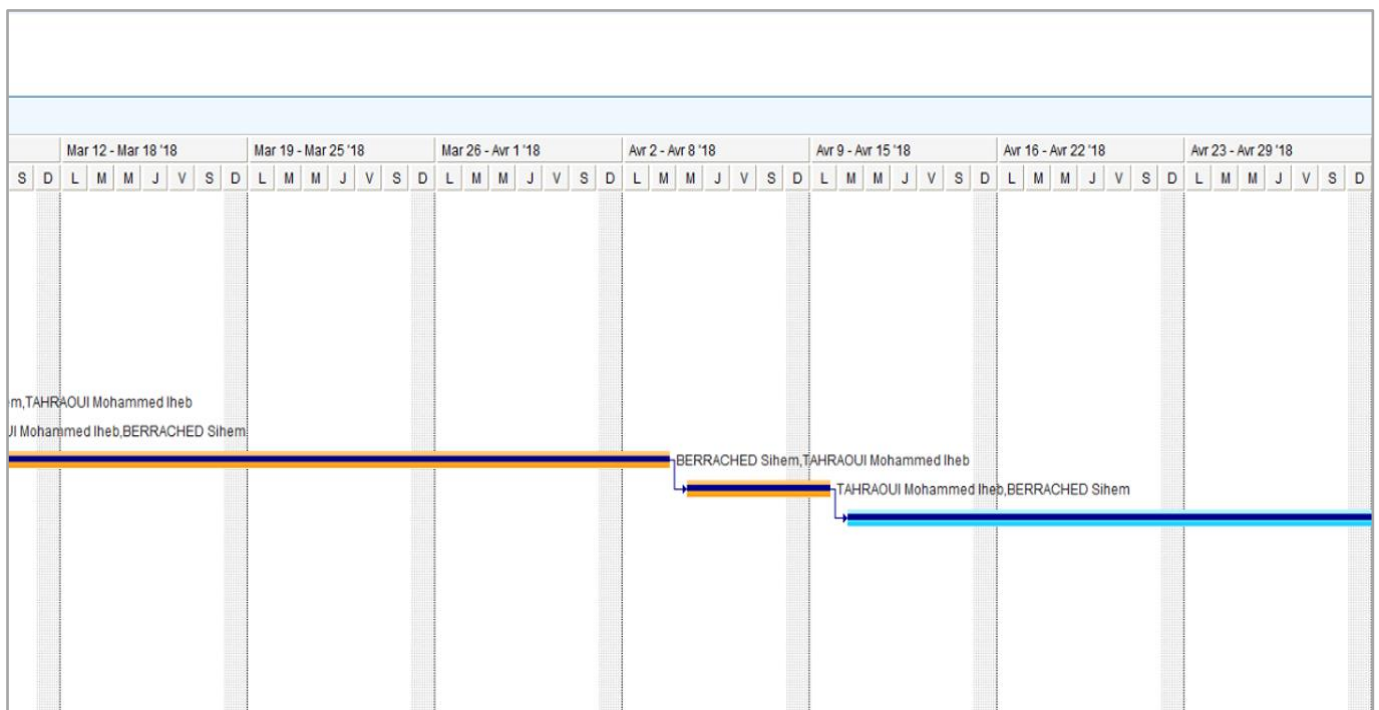 Mar 12 - Mar 18 '18 Mar 19 - Mar 25 '18 Mar 26 - Avr 1 '18 Avr 2 - Avr 8 '18 Avr 9 - Avr 15 '18 Avr 16 - Avr 22 '18 Avr 23 - Avr 29 '18
S D L M M J V S D L M M J V S D L M M J V S D L M M J V S D L M M J V S D L M M J V S D L M M J V S D
m,TAHRAOUI Mohammed Iheb
UI Mohammed Iheb,BERRACHED Sihem
BERRACHED Sihem,TAHRAOUI Mohammed Iheb
TAHRAOUI Mohammed Iheb,BERRACHED Sihem